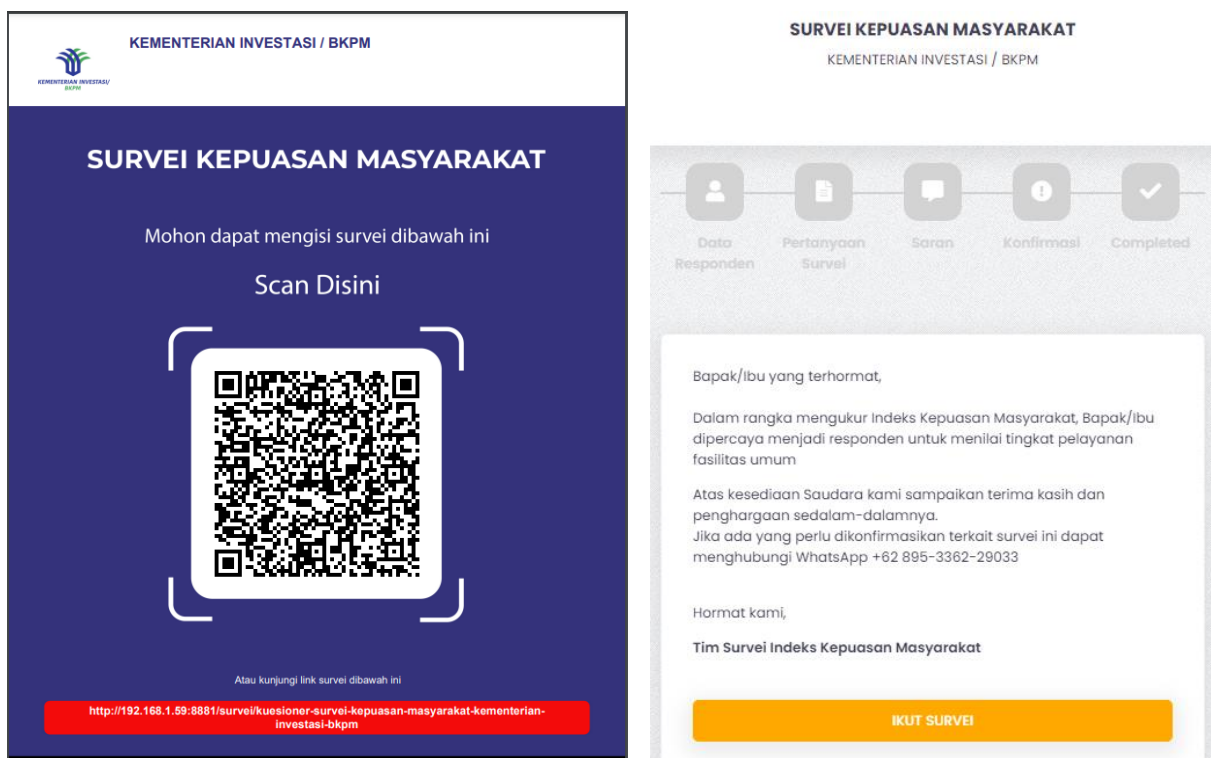 KEMENTERIAN INVESTASI / BKPM
KEMENTERIAN INVESTASI/
BKPM
SURVEI KEPUASAN MASYARAKAT
Mohon dapat mengisi survei dibawah ini
Scan Disini
Atau kunjungi link survei dibawah ini
http://192.168.1.59:8881/survei/kuesioner-survei-kepuasan-masyarakat-kementerian-
investasi-bkpm
SURVEI KEPUASAN MASYARAKAT
KEMENTERIAN INVESTASI / BKPM
Data
Responden
Pertanyaan
Survei
Saran
Konfirmasi
Completed
Bapak/Ibu yang terhormat,
Dalam rangka mengukur Indeks Kepuasan Masyarakat, Bapak/Ibu
dipercaya menjadi responden untuk menilai tingkat pelayanan
fasilitas umum
Atas kesediaan Saudara kami sampaikan terima kasih dan
penghargaan sedalam-dalamnya.
Jika ada yang perlu dikonfirmasikan terkait survei ini dapat
menghubungi WhatsApp +62 895-3362-29033
Hormat kami,
Tim Survei Indeks Kepuasan Masyarakat
IKUT SURVEI